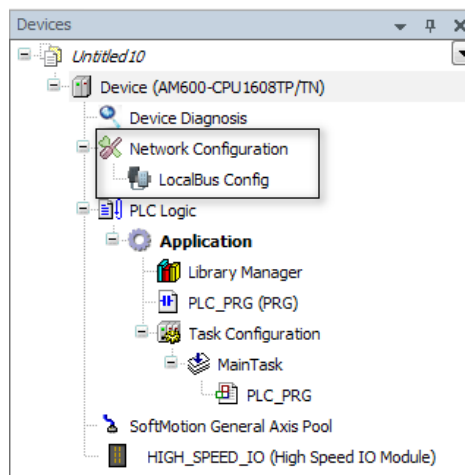 Devices
Untitled10
Device (AM600-CPU1608TP/TN)
Device Diagnosis
Network Configuration
LocalBus Config
PLC Logic
Application
Library Manager
PLC_PRG (PRG)
Task Configuration
MainTask
PLC_PRG
SoftMotion General Axis Pool
HIGH_SPEED_IO (High Speed IO Module)